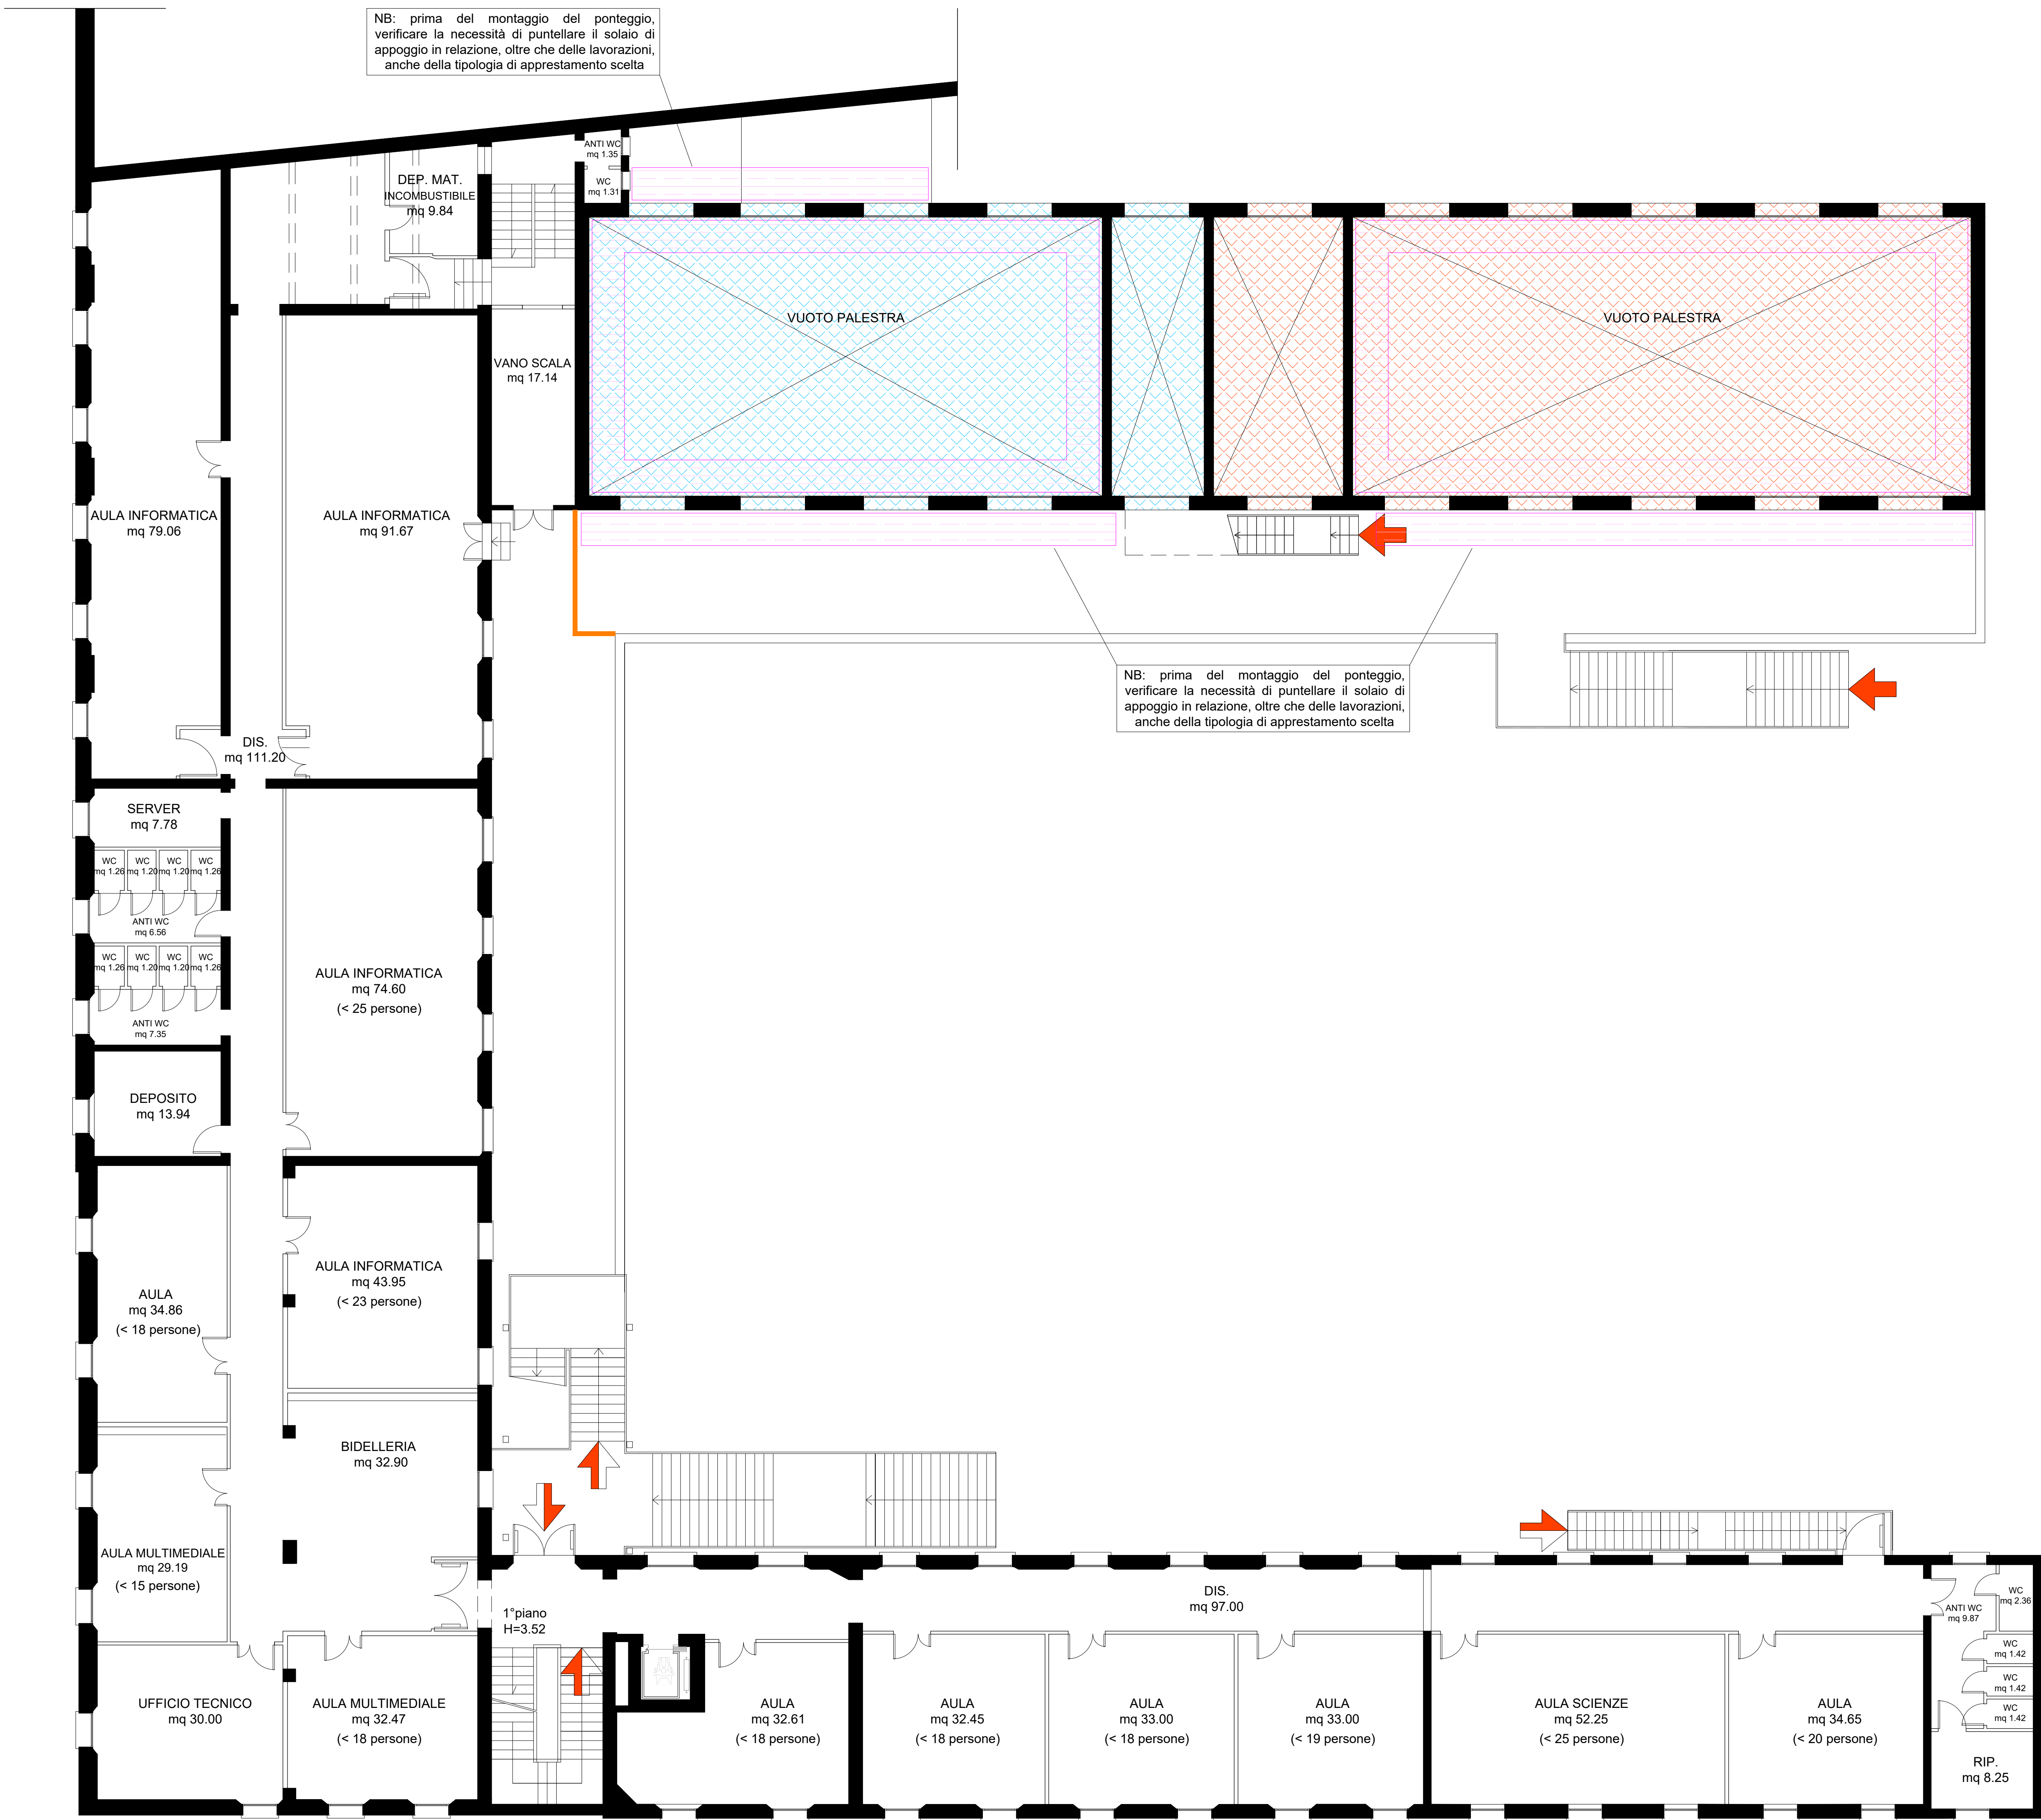 NB: prima del montaggio del ponteggio,
verificare la necessità di puntellare il solaio di
appoggio in relazione, oltre che delle lavorazioni,
anche della tipologia di apprestamento scelta
ANTI WC
mq 1.35
WC
mq 1.31
DEP. MAT.
INCOMBUSTIBILE
mq 9.84
VUOTO PALESTRA
VUOTO PALESTRA
VANO SCALA
mq 17.14
AULA INFORMATICA
mq 79.06
AULA INFORMATICA
mq 91.67
NB: prima del montaggio del ponteggio,
verificare la necessità di puntellare il solaio di
appoggio in relazione, oltre che delle lavorazioni,
anche della tipologia di apprestamento scelta
DIS.
mq 111.20
SERVER
mq 7.78
WC
mq 1.26
WC
mq 1.20
WC
mq 1.20
WC
mq 1.26
ANTI WC
mq 6.56
WC
mq 1.26
WC
mq 1.20
WC
mq 1.20
WC
mq 1.26
ANTI WC
mq 7.35
AULA INFORMATICA
mq 74.60
(< 25 persone)
DEPOSITO
mq 13.94
AULA
mq 34.86
(< 18 persone)
AULA INFORMATICA
mq 43.95
(< 23 persone)
BIDELLERIA
mq 32.90
AULA MULTIMEDIALE
mq 29.19
(< 15 persone)
1°piano
H=3.52
DIS.
mq 97.00
ANTI WC
mq 9.87
WC
mq 2.36
WC
mq 1.42
WC
mq 1.42
WC
mq 1.42
UFFICIO TECNICO
mq 30.00
AULA MULTIMEDIALE
mq 32.47
(< 18 persone)
AULA
mq 32.61
(< 18 persone)
AULA
mq 32.45
(< 18 persone)
AULA
mq 33.00
(< 18 persone)
AULA
mq 33.00
(< 19 persone)
AULA SCIENZE
mq 52.25
(< 25 persone)
AULA
mq 34.65
(< 20 persone)
RIP.
mq 8.25